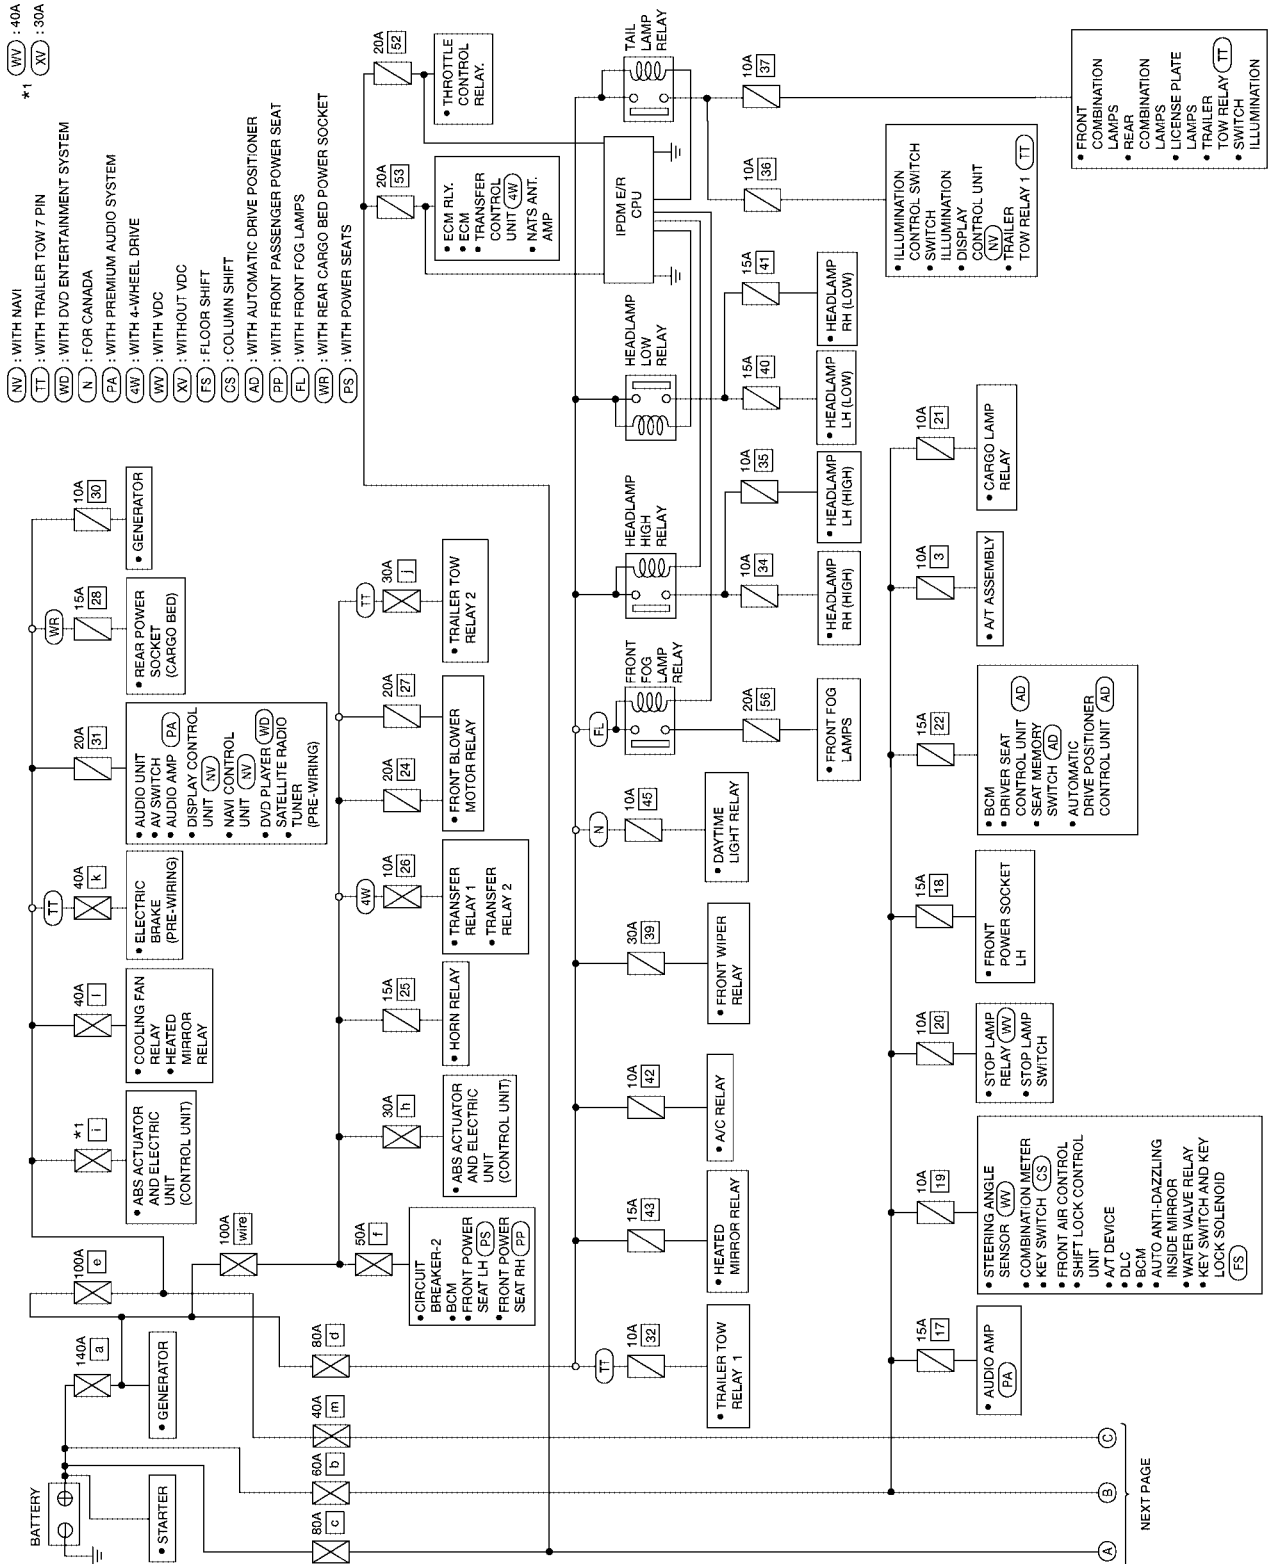 *1 WV : 40A
XV : 30A
NV : WITH NAVI
TT : WITH TRAILER TOW 7 PIN
WD : WITH DVD ENTERTAINMENT SYSTEM
N : FOR CANADA
PA : WITH PREMIUM AUDIO SYSTEM
4W : WITH 4-WHEEL DRIVE
WV : WITH VDC
XV : WITHOUT VDC
FS : FLOOR SHIFT
CS : COLUMN SHIFT
AD : WITH AUTOMATIC DRIVE POSITIONER
PP : WITH FRONT PASSENGER POWER SEAT
FL : WITH FRONT FOG LAMPS
WR : WITH REAR CARGO BED POWER SOCKET
PS : WITH POWER SEATS
BATTERY
• STARTER
140A a
• GENERATOR
100A e
*1 i
• ABS ACTUATOR
AND ELECTRIC
UNIT
(CONTROL UNIT)
40A l
• COOLING FAN
RELAY
• HEATED
MIRROR
RELAY
TT
40A k
• ELECTRIC
BRAKE
(PRE-WIRING)
20A 31
• AUDIO UNIT
• AV SWITCH
• AUDIO AMP PA
• DISPLAY CONTROL
UNIT NV
• NAVI CONTROL
UNIT NV
• DVD PLAYER WD
• SATELLITE RADIO
TUNER
(PRE-WIRING)
WR
15A 28
• REAR POWER
SOCKET
(CARGO BED)
10A 30
• GENERATOR
100A wire
50A f
• CIRCUIT
BREAKER-2
• BCM
• FRONT POWER
SEAT LH PS
• FRONT POWER
SEAT RH PP
30A h
• ABS ACTUATOR
AND ELECTRIC
UNIT
(CONTROL UNIT)
15A 25
• HORN RELAY
4W
10A 26
• TRANSFER
RELAY 1
• TRANSFER
RELAY 2
20A 24
20A 27
• FRONT BLOWER
MOTOR RELAY
TT
30A j
• TRAILER TOW
RELAY 2
20A 53
• ECM RLY.
• ECM
• TRANSFER
CONTROL
UNIT 4W
• NATS ANT.
AMP
20A 52
• THROTTLE
CONTROL
RELAY.
80A c
60A b
40A m
80A d
TT
10A 32
• TRAILER TOW
RELAY 1
15A 43
• HEATED
MIRROR RELAY
10A 42
• A/C RELAY
30A 39
• FRONT WIPER
RELAY
N
10A 45
• DAYTIME
LIGHT RELAY
FL
FRONT
FOG
LAMP
RELAY
20A 56
• FRONT FOG
LAMPS
HEADLAMP
HIGH
RELAY
10A 34
• HEADLAMP
RH (HIGH)
10A 35
• HEADLAMP
LH (HIGH)
HEADLAMP
LOW
RELAY
15A 40
• HEADLAMP
LH (LOW)
15A 41
• HEADLAMP
RH (LOW)
IPDM E/R
CPU
TAIL
LAMP
RELAY
10A 36
• ILLUMINATION
CONTROL SWITCH
• SWITCH
ILLUMINATION
• DISPLAY
CONTROL UNIT
NV
• TRAILER
TOW RELAY 1 TT
10A 37
• FRONT
COMBINATION
LAMPS
• REAR
COMBINATION
LAMPS
• LICENSE PLATE
LAMPS
• TRAILER
TOW RELAY TT
• SWITCH
ILLUMINATION
15A 17
• AUDIO AMP
PA
10A 19
• STEERING ANGLE
SENSOR WV
• COMBINATION METER
• KEY SWITCH CS
• FRONT AIR CONTROL
• SHIFT LOCK CONTROL
UNIT
• A/T DEVICE
• DLC
• BCM
• AUTO ANTI-DAZZLING
INSIDE MIRROR
• WATER VALVE RELAY
• KEY SWITCH AND KEY
LOCK SOLENOID
FS
10A 20
• STOP LAMP
RELAY WV
• STOP LAMP
SWITCH
15A 18
• FRONT
POWER SOCKET
LH
15A 22
• BCM
• DRIVER SEAT
CONTROL UNIT AD
• SEAT MEMORY
SWITCH AD
• AUTOMATIC
DRIVE POSITIONER
CONTROL UNIT AD
10A 3
• A/T ASSEMBLY
10A 21
• CARGO LAMP
RELAY
A
B
C
NEXT PAGE